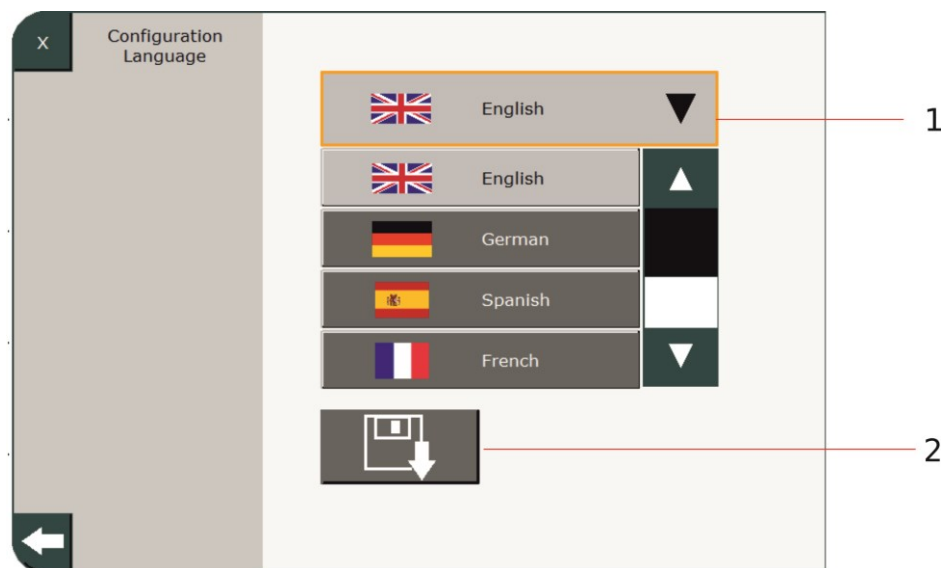 X
Configuration
Language
English
1
English
German
Spanish
French
2